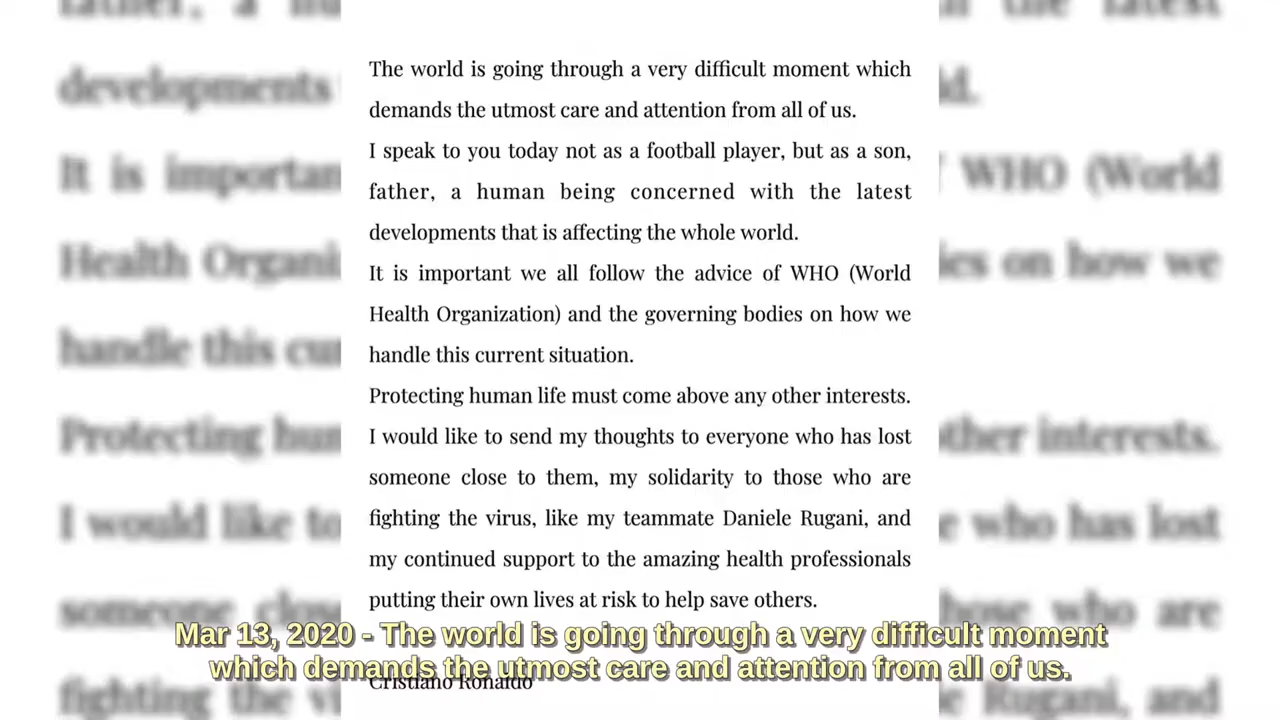 The world is going through a very difficult moment which
demands the utmost care and attention from all of us.
I speak to you today not as a football player, but as a son,
father, a human being concerned with the latest
developments that is affecting the whole world.
It is important we all follow the advice of WHO (World
Health Organization) and the governing bodies on how we
handle this current situation.
Protecting human life must come above any other interests.
I would like to send my thoughts to everyone who has lost
someone close to them, my solidarity to those who are
fighting the virus, like my teammate Daniele Rugani, and
my continued support to the amazing health professionals
putting their own lives at risk to help save others.
Mar 13, 2020 - The world is going through a very difficult moment
which demands the utmost care and attention from all of us.
Cristiano Ronaldo